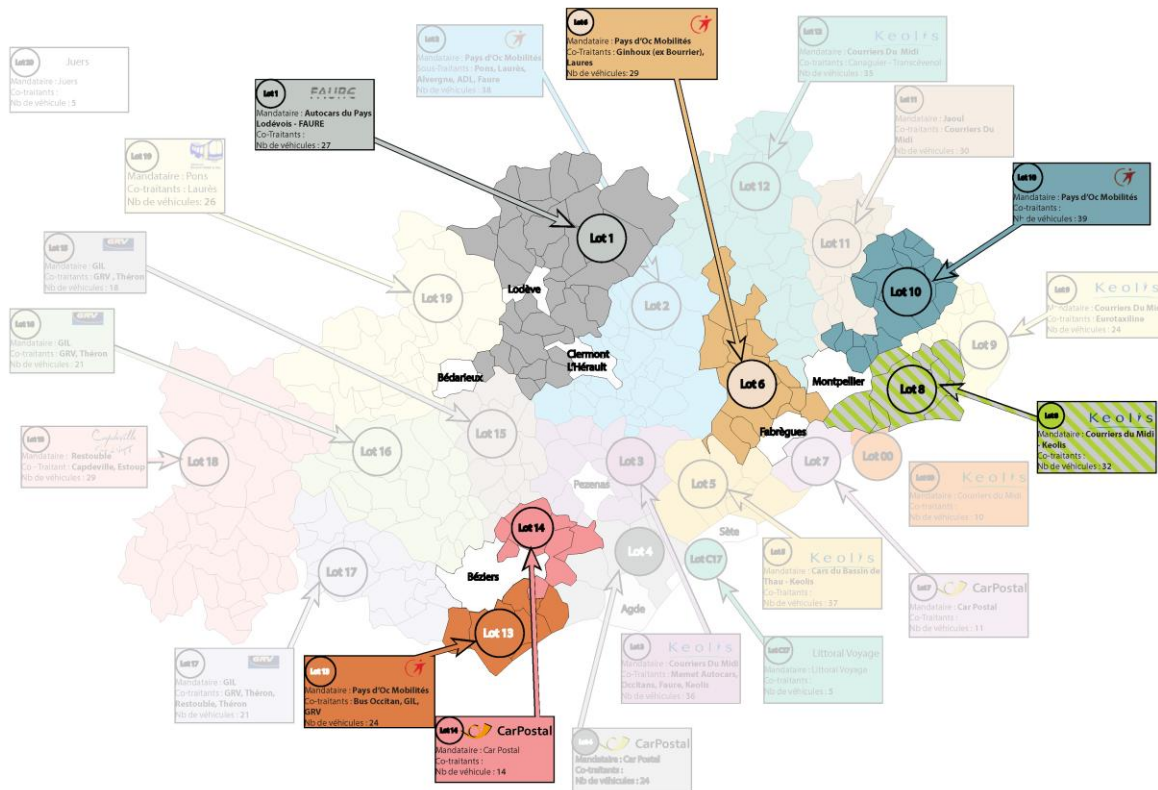 Lot 20 Juers
Mandataire : Juers
Co-traitants :
Nb de véhicule : 5
Lot 1 FAURE
Mandataire : Autocars du Pays
Lodévois - FAURE
Co-Traitants :
Nb de véhicules : 27
Lot 2
Mandataire : Pays d'Oc Mobilités
Sous-Traitants : Pons, Laurès,
Alvergne, ADL, Faure
Nb de véhicules : 38
Lot 6
Mandataire : Pays d'Oc Mobilités
Co-Traitants : Ginhoux (ex Bourrier),
Laures
Nb de véhicules: 29
Lot 12 Keolis
Mandataire : Courriers Du Midi
Co-traitants : Canaguier - Transcévenol
Nb de véhicules : 35
Lot 11
Mandataire : Jaoul
Co-traitants : Courriers Du
Midi
Nb de véhicules : 30
Lot 10
Mandataire : Pays d'Oc Mobilités
Co-traitants :
Nb de véhicules : 39
Lot 19
Mandataire : Pons
Co-traitants : Laurès
Nb de véhicules: 26
Lot 15 GRV
Mandataire : GIL
Co-traitants : GRV , Théron
Nb de véhicules : 18
Lot 16 GRV
Mandataire : GIL
Co-traitants : GRV, Théron
Nb de véhicules : 21
Lot 18
Mandataire : Restouble
Co - Traitant : Capdeville, Estoup
Nb de véhicules : 29
Lot 9 Keolis
Mandataire : Courriers Du Midi
Co-traitants : Eurotaxiline
Nb de véhicules : 24
Lot 8 Keolis
Mandataire : Courriers du Midi
- Keolis
Co-traitants :
Nb de véhicules : 32
Lot 1
Lot 12
Lot 11
Lot 10
Lot 19
Lot 2
Lodève
Clermont
L'Hérault
Bédarieux
Lot 6
Montpellier
Lot 9
Lot 8
Fabrègues
Lot 15
Lot 16
Lot 18
Lot 3
Pezenas
Lot 5
Lot 7
Lot 00
Sète
Lot 14
Lot 4
Lot C17
Lot 17
Béziers
Agde
Lot 13
Keolis
Mandataire : Courriers du Midi
Co-traitants :
Nb de véhicules : 10
Lot 5 Keolis
Mandataire : Cars du Bassin de
Thau - Keolis
Co-Traitants :
Nb de véhicules : 37
Lot 7 CarPostal
Mandataire : Car Postal
Co-Traitants :
Nb de véhicules : 11
Lot 17 GRV
Mandataire : GIL
Co-traitants : GRV, Théron,
Restouble, Théron
Nb de véhicules : 21
Lot 13
Mandataire : Pays d'Oc Mobilités
Co-traitants : Bus Occitan, GIL,
GRV
Nb de véhicules : 24
Lot 14 CarPostal
Mandataire : Car Postal
Co-traitants :
Nb de véhicule : 14
Lot 4 CarPostal
Mandataire : Car Postal
Co-traitants :
Nb de véhicules : 24
Lot 3 Keolis
Mandataire : Courriers Du Midi
Co-traitants : Mamet Autocars,
Occitans, Faure, Keolis
Nb de véhicules : 36
Lot C17 Littoral Voyage
Mandataire : Littoral Voyage
Co-traitants :
Nb de véhicules : 3